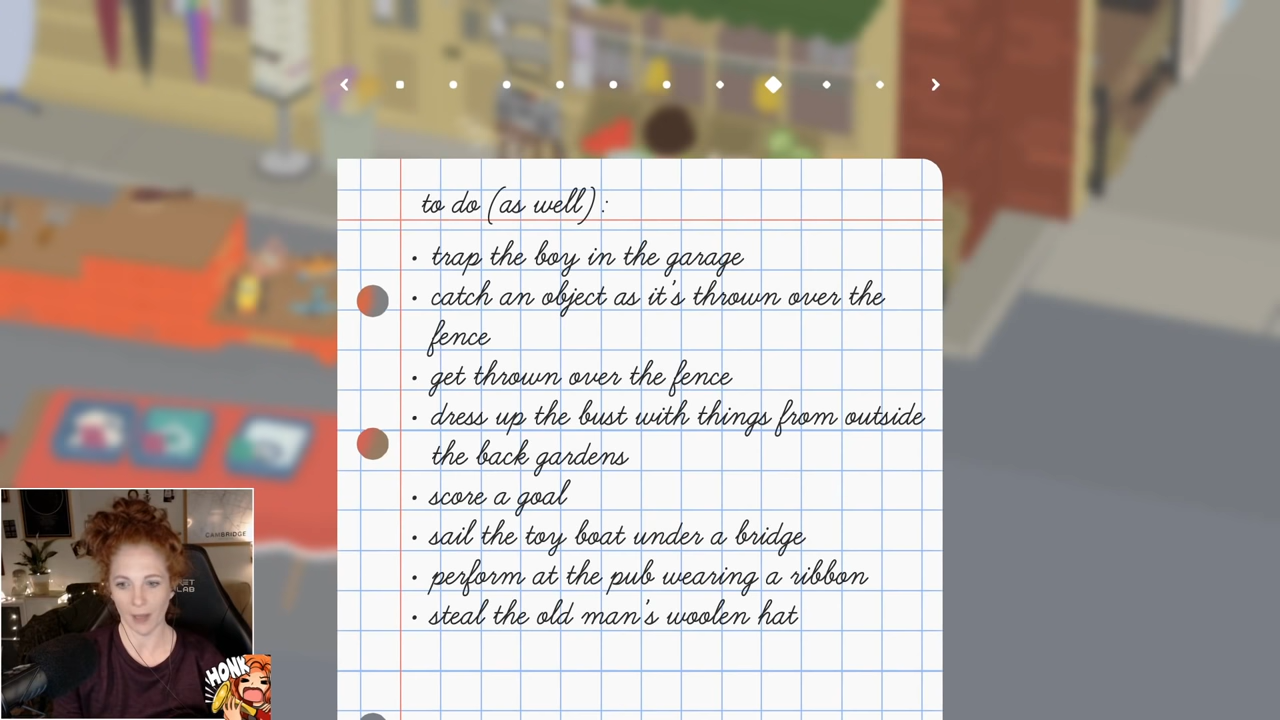 to do (as well) :
• trap the boy in the garage
• catch an object as it's thrown over the
fence
• get thrown over the fence
• dress up the bust with things from outside
the back gardens
• score a goal
• sail the toy boat under a bridge
• perform at the pub wearing a ribbon
• steal the old man's woolen hat
CAMBRIDGE
HONK